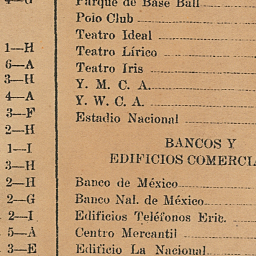 Parque de Base Ball
Polo Club
Teatro Ideal
1—H Teatro Lírico
6—A Teatro Iris
3—H Y. M. C. A.
4—A Y. W. C. A.
3—F Estadio Nacional
2—H
1—I BANCOS Y
3—H EDIFICIOS COMERCIA
2—H Banco de México
2—G Banco Nal. de México
2—I Edificios Teléfonos Eric.
5—A Centro Mercantil
3—E Edificio La Nacional